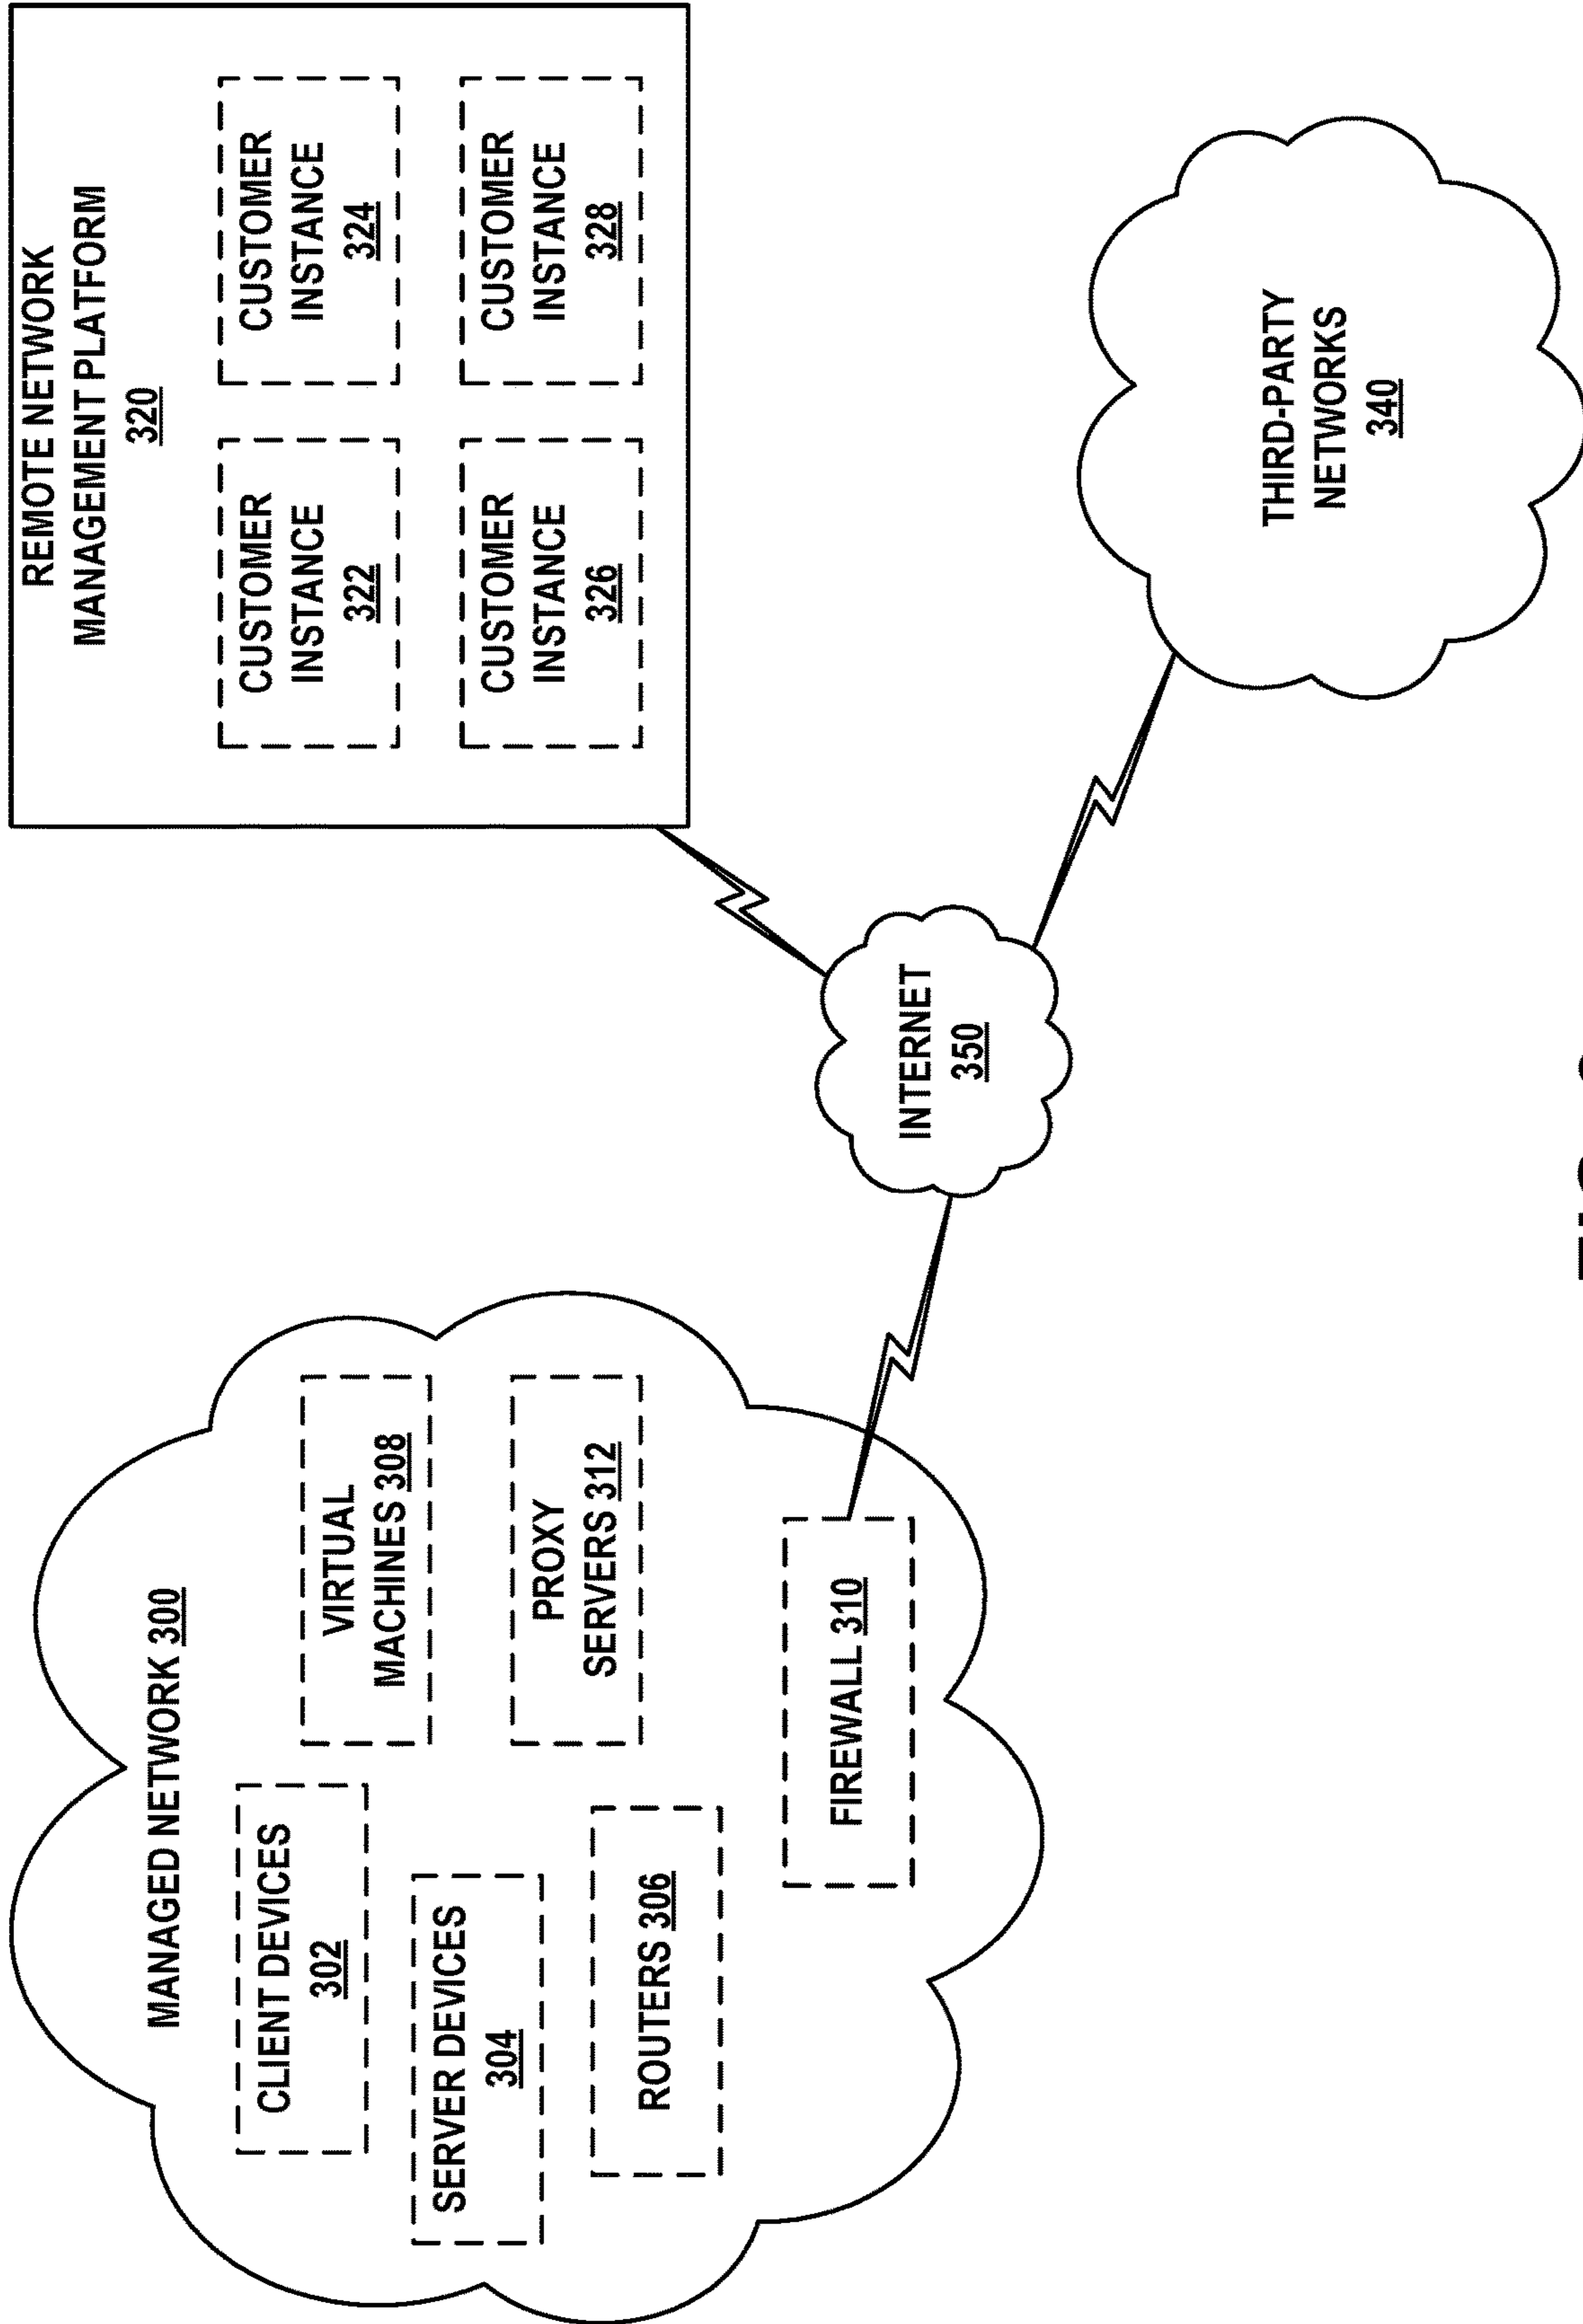 MANAGED NETWORK 300
CLIENT DEVICES
302
SERVER DEVICES
304
ROUTERS 306
VIRTUAL
MACHINES 308
PROXY
SERVERS 312
FIREWALL 310
INTERNET
350
REMOTE NETWORK
MANAGEMENT PLATFORM
320
CUSTOMER
INSTANCE
322
CUSTOMER
INSTANCE
324
CUSTOMER
INSTANCE
326
CUSTOMER
INSTANCE
328
THIRD-PARTY
NETWORKS
340